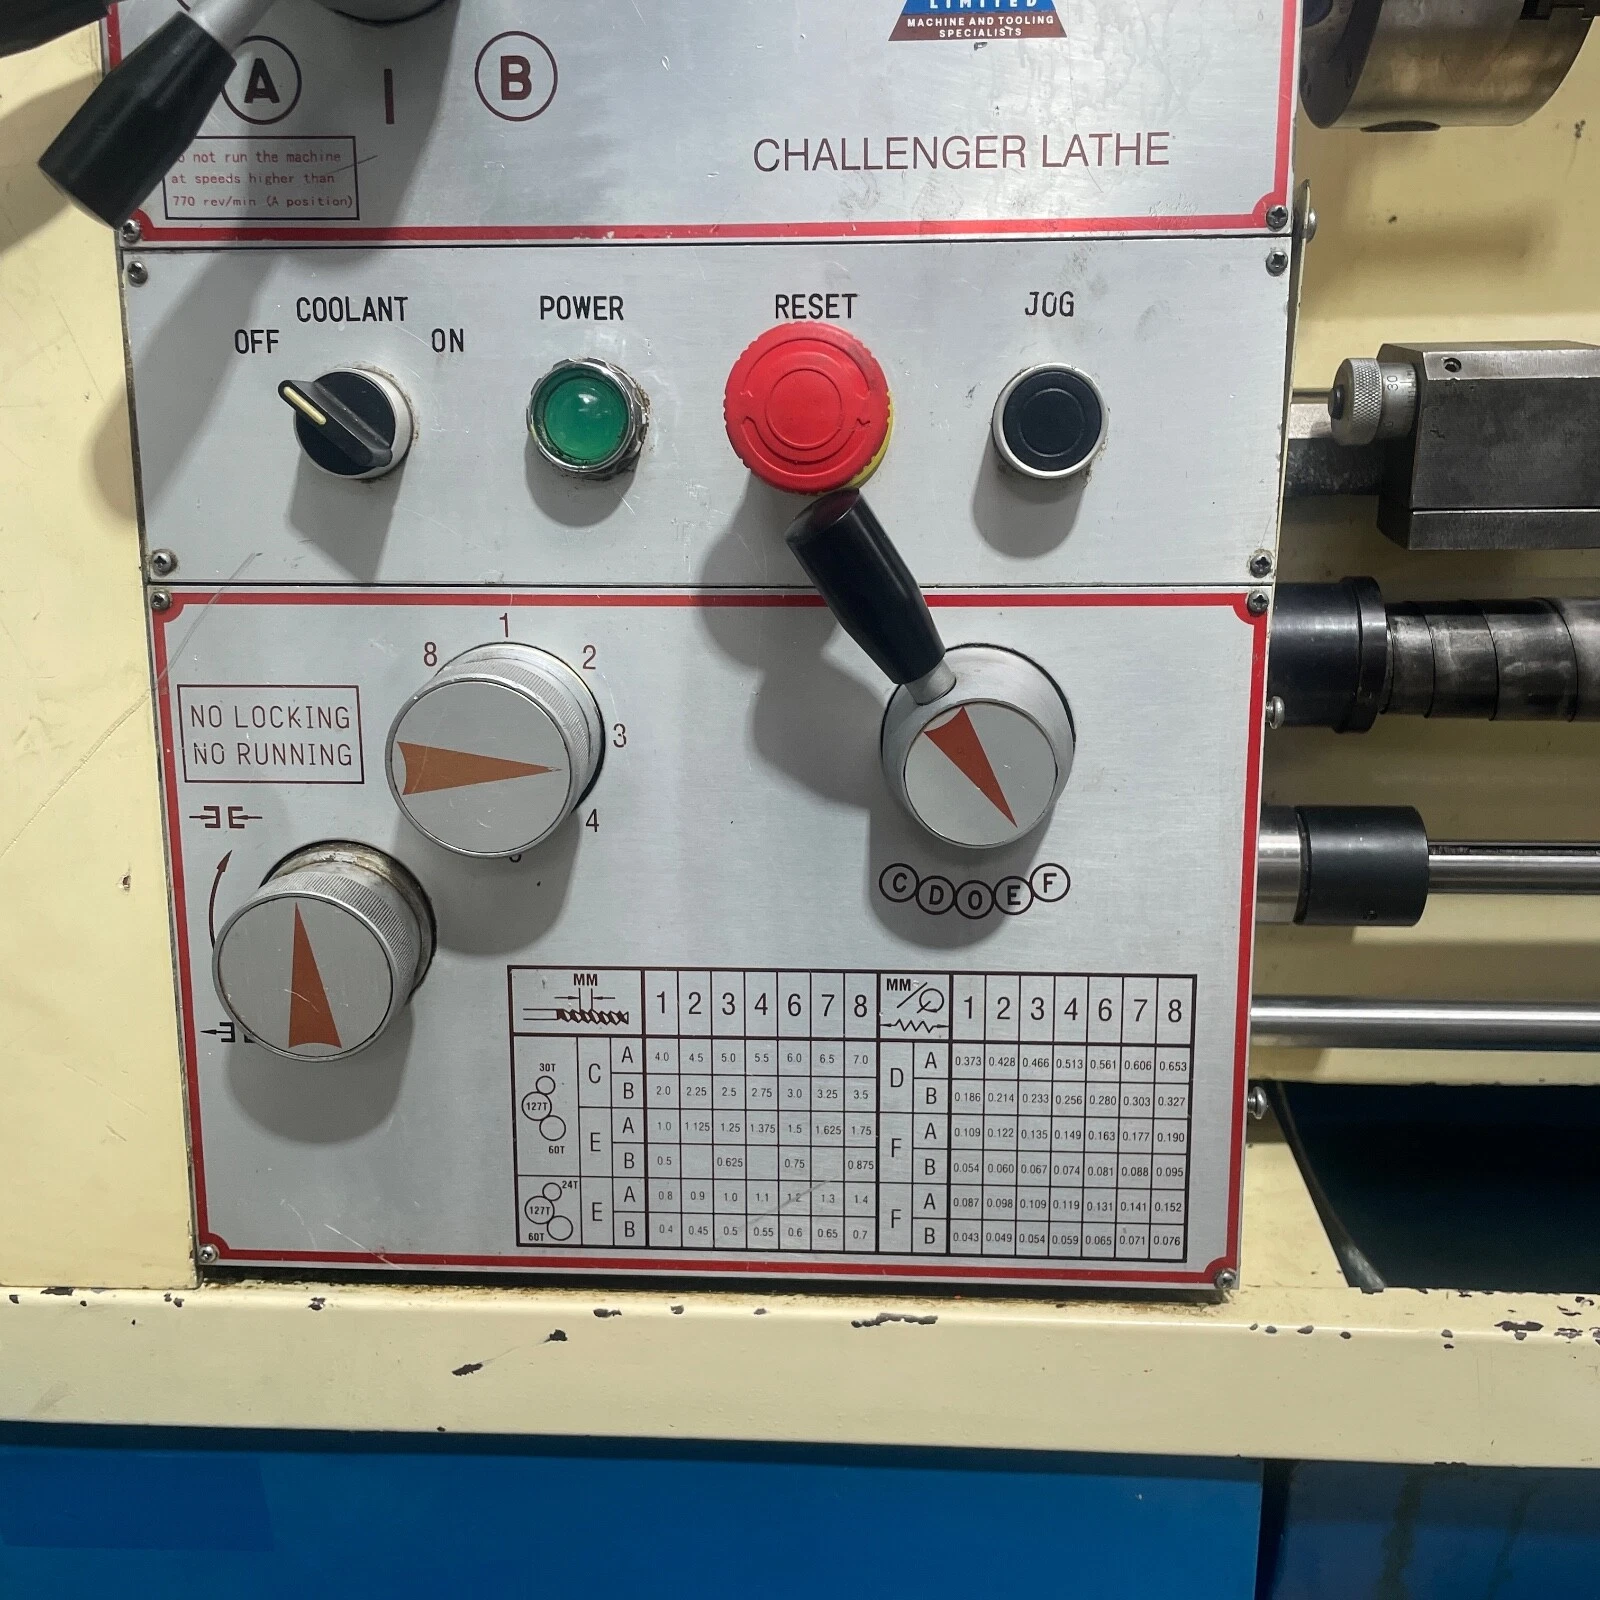 LIMITED
MACHINE AND TOOLING
SPECIALISTS
A
B
not run the machine
at speeds higher than
770 rev/min (A position)
CHALLENGER LATHE
COOLANT
OFF
ON
POWER
RESET
JOG
8 1 2
3
4
NO LOCKING
NO RUNNING
C D O E F
MM 1 2 3 4 6 7 8 MM 1 2 3 4 6 7 8
30T 127T 60T
C A 4.0 4.5 5.0 5.5 6.0 6.5 7.0 D A 0.373 0.428 0.466 0.513 0.561 0.606 0.653
B 2.0 2.25 2.5 2.75 3.0 3.25 3.5 B 0.186 0.214 0.233 0.256 0.280 0.303 0.327
E A 1.0 1.125 1.25 1.375 1.5 1.625 1.75 F A 0.109 0.122 0.135 0.149 0.163 0.177 0.190
B 0.5 0.625 0.75 0.875 B 0.054 0.060 0.067 0.074 0.081 0.088 0.095
24T 127T 60T
E A 0.8 0.9 1.0 1.1 1.2 1.3 1.4 F A 0.087 0.098 0.109 0.119 0.131 0.141 0.152
B 0.4 0.45 0.5 0.55 0.6 0.65 0.7 B 0.043 0.049 0.054 0.059 0.065 0.071 0.076